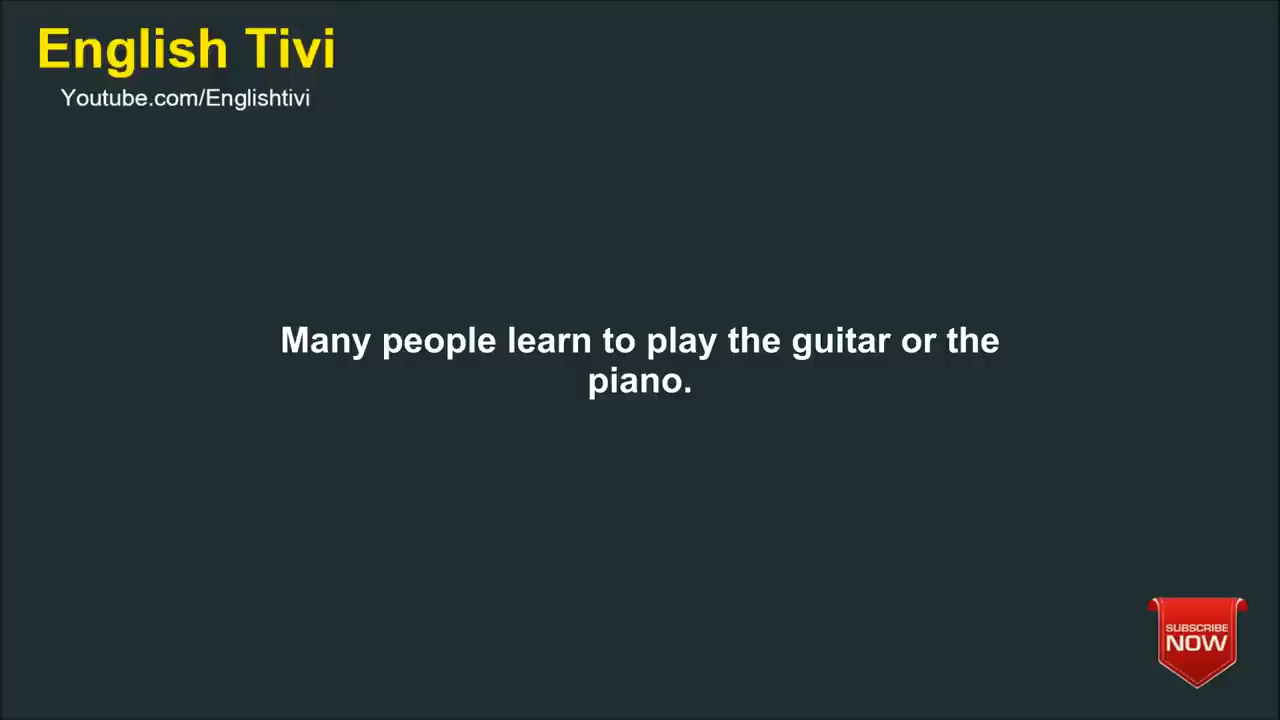 English Tivi
Youtube.com/Englishtivi
Many people learn to play the guitar or the
piano.
SUBSCRIBE
NOW